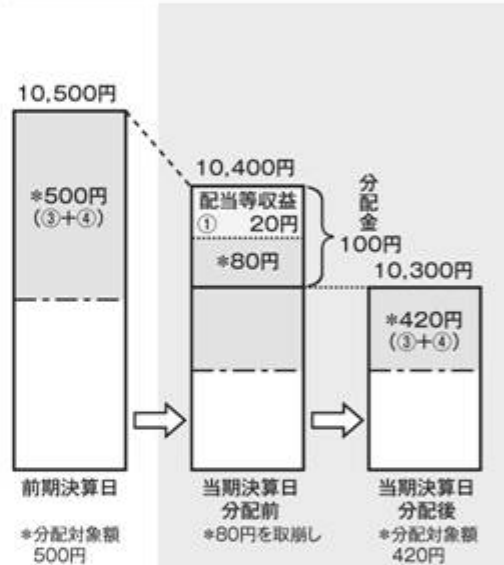 10,500円
*500円
(③+④)
前期決算日
*分配対象額
500円
10,400円
配当等収益
① 20円
*80円
分配金
100円
当期決算日
分配前
*80円を取崩し
10,300円
*420円
(③+④)
当期決算日
分配後
*分配対象額
420円